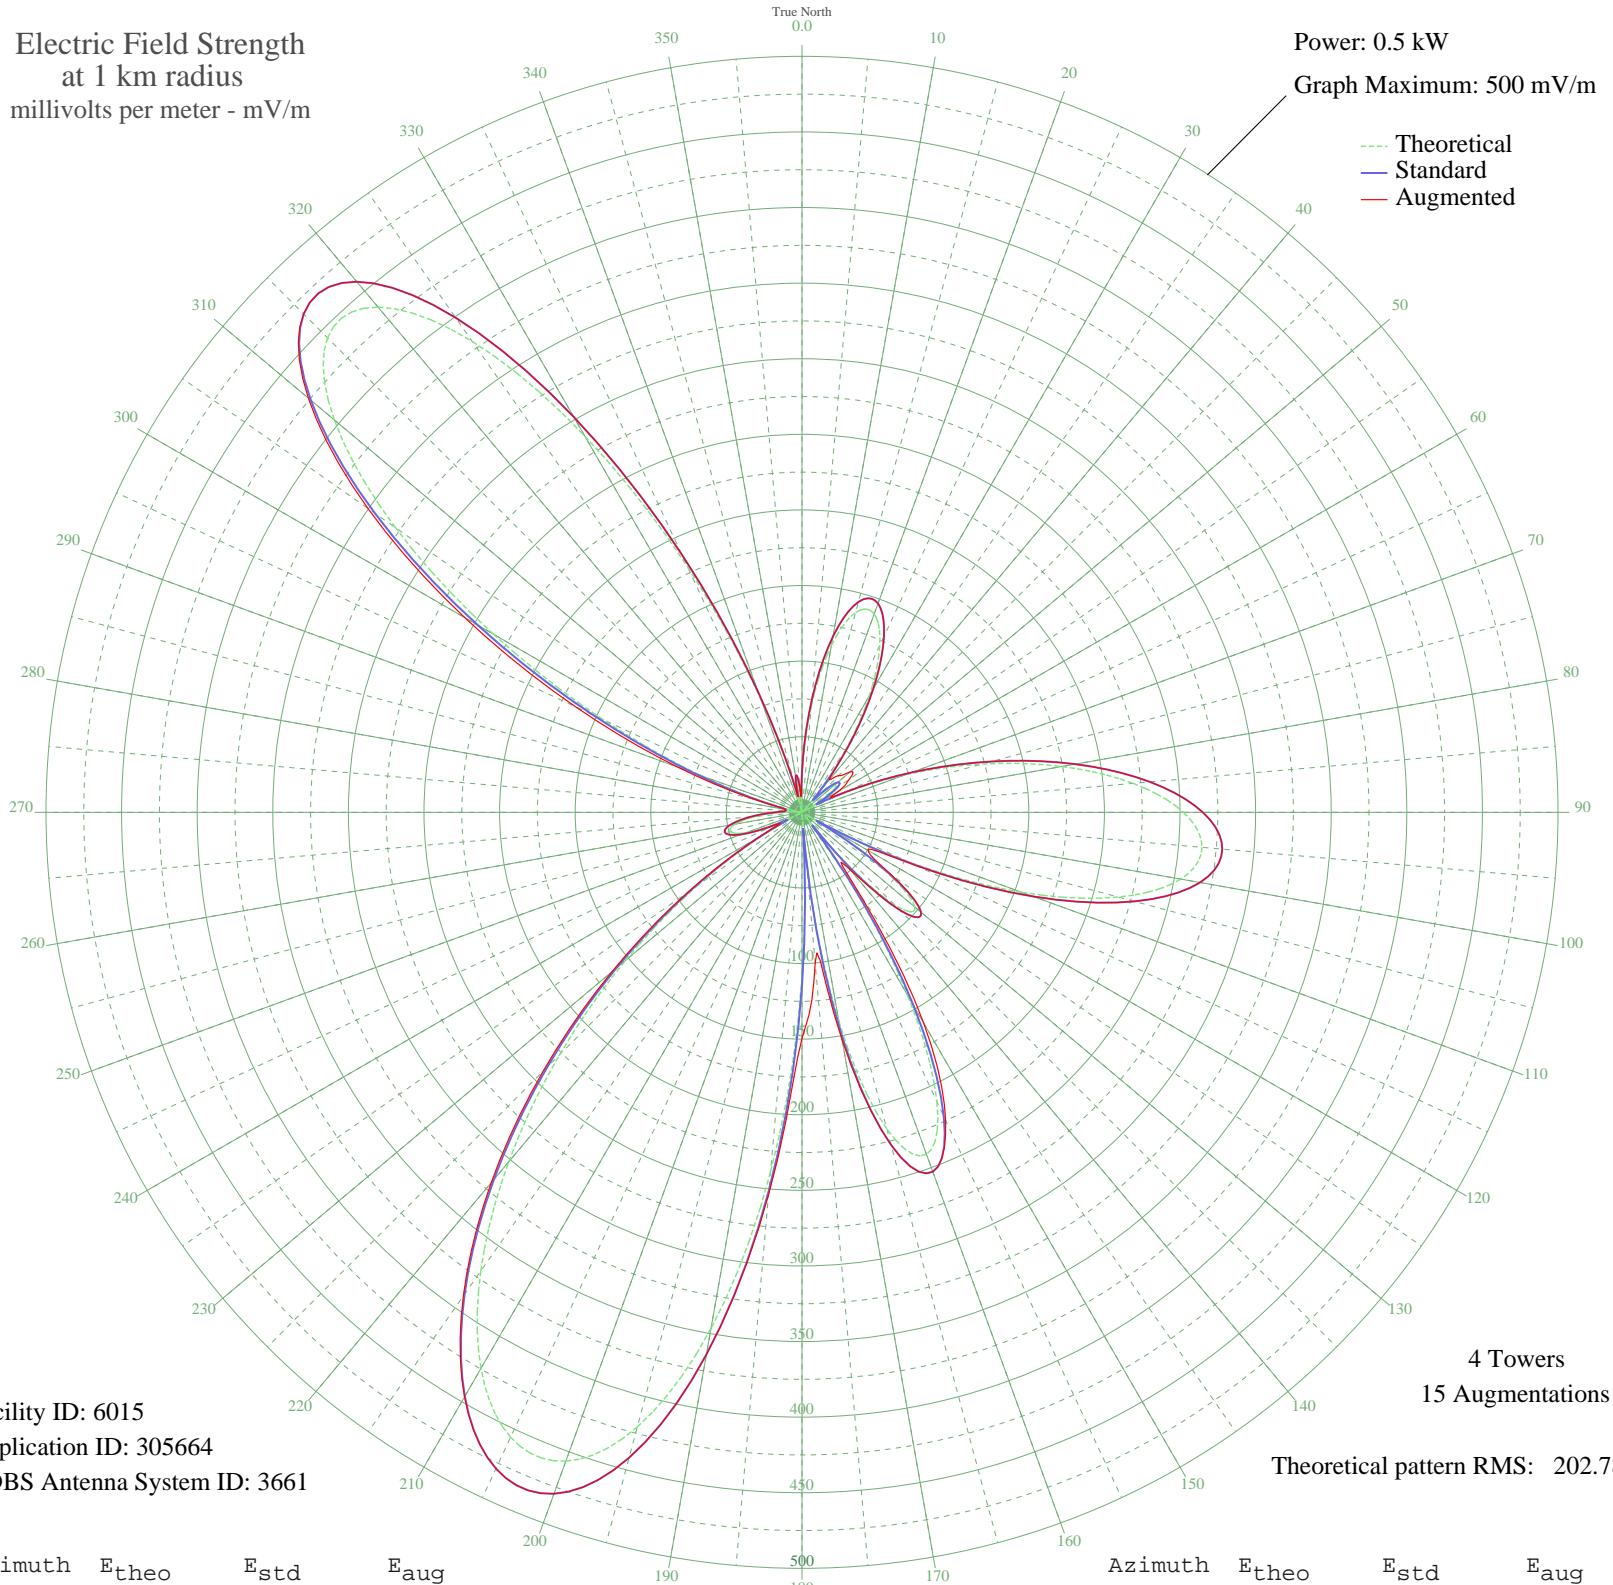 True North
0.0
Electric Field Strength
at 1 km radius
millivolts per meter - mV/m
Power: 0.5 kW
Graph Maximum: 500 mV/m
Theoretical
Standard
Augmented
10
20
30
40
50
60
70
80
90
100
110
120
130
140
150
160
170
190
200
210
220
230
240
250
260
270
280
290
300
310
320
330
340
350
100
150
200
250
300
350
400
450
500
4 Towers
15 Augmentations
Theoretical pattern RMS: 202.7
cility ID: 6015
plication ID: 305664
DBS Antenna System ID: 3661
imuth Etheo Estd Eaug
Azimuth Etheo Estd Eaug